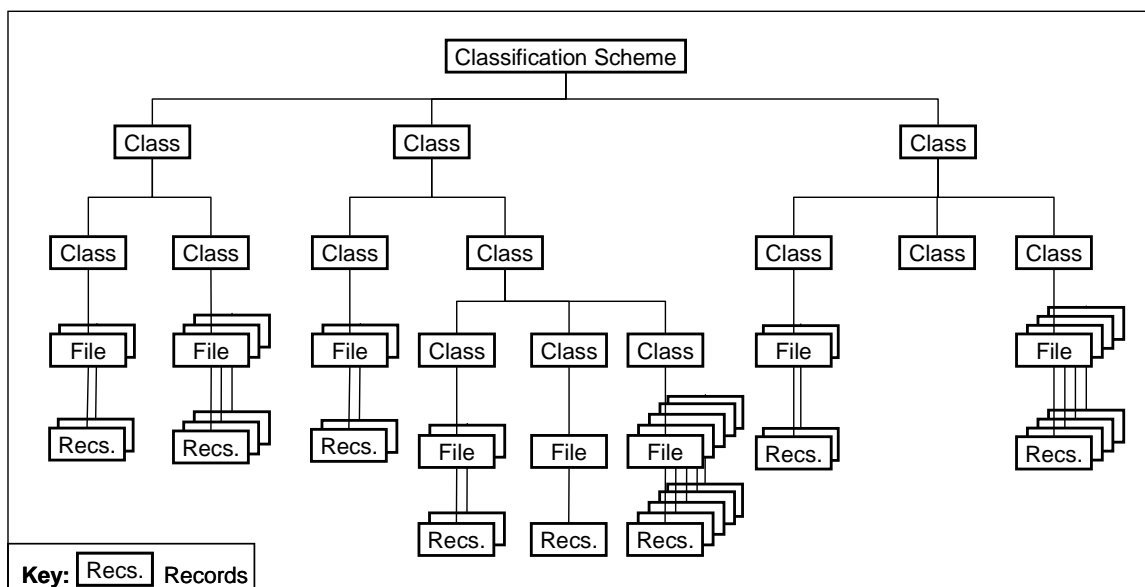 Classification Scheme
Class Class Class
Class Class Class Class Class Class Class
File File File Class Class Class File File
Recs. Recs. Recs. File File File Recs. Recs.
Recs. Recs. Recs.
Key: Recs. Records